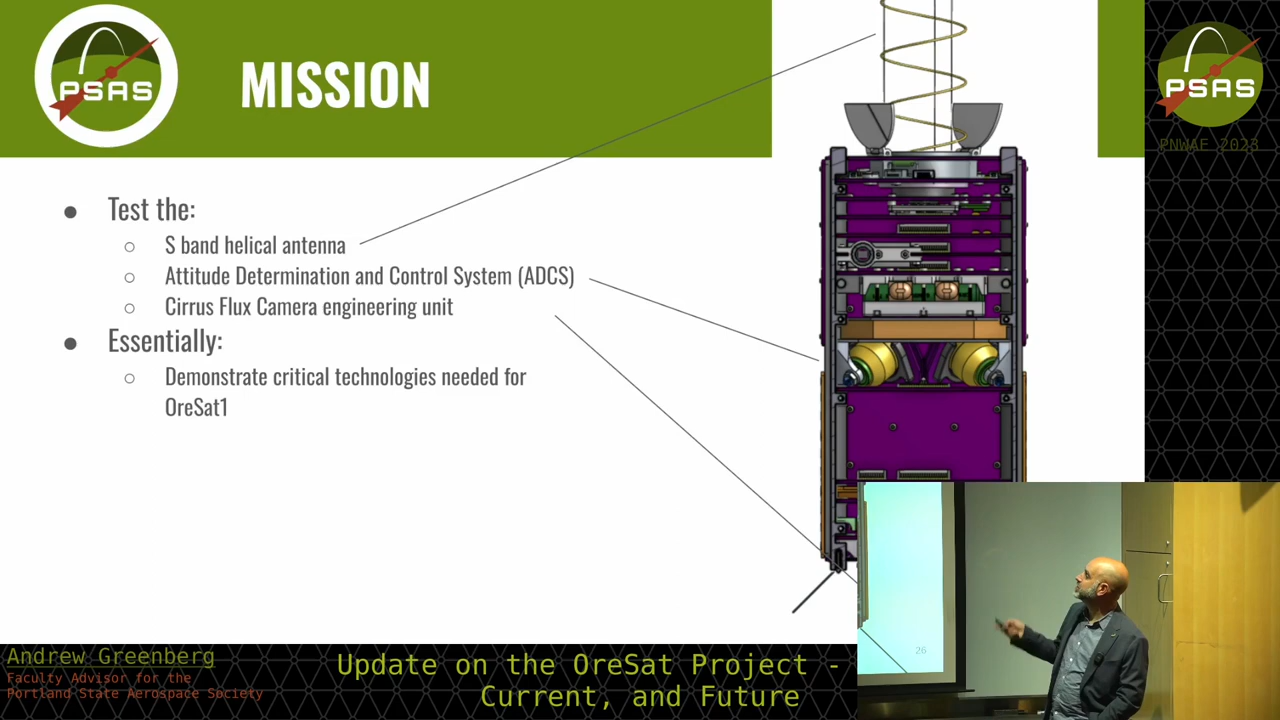 PSAS
MISSION
PSAS
PNWAE 2023
Test the:
S band helical antenna
Attitude Determination and Control System (ADCS)
Cirrus Flux Camera engineering unit
Essentially:
Demonstrate critical technologies needed for
OreSat1
26
Andrew Greenberg
Faculty Advisor for the
Portland State Aerospace Society
Update on the OreSat Project -
Current, and Future